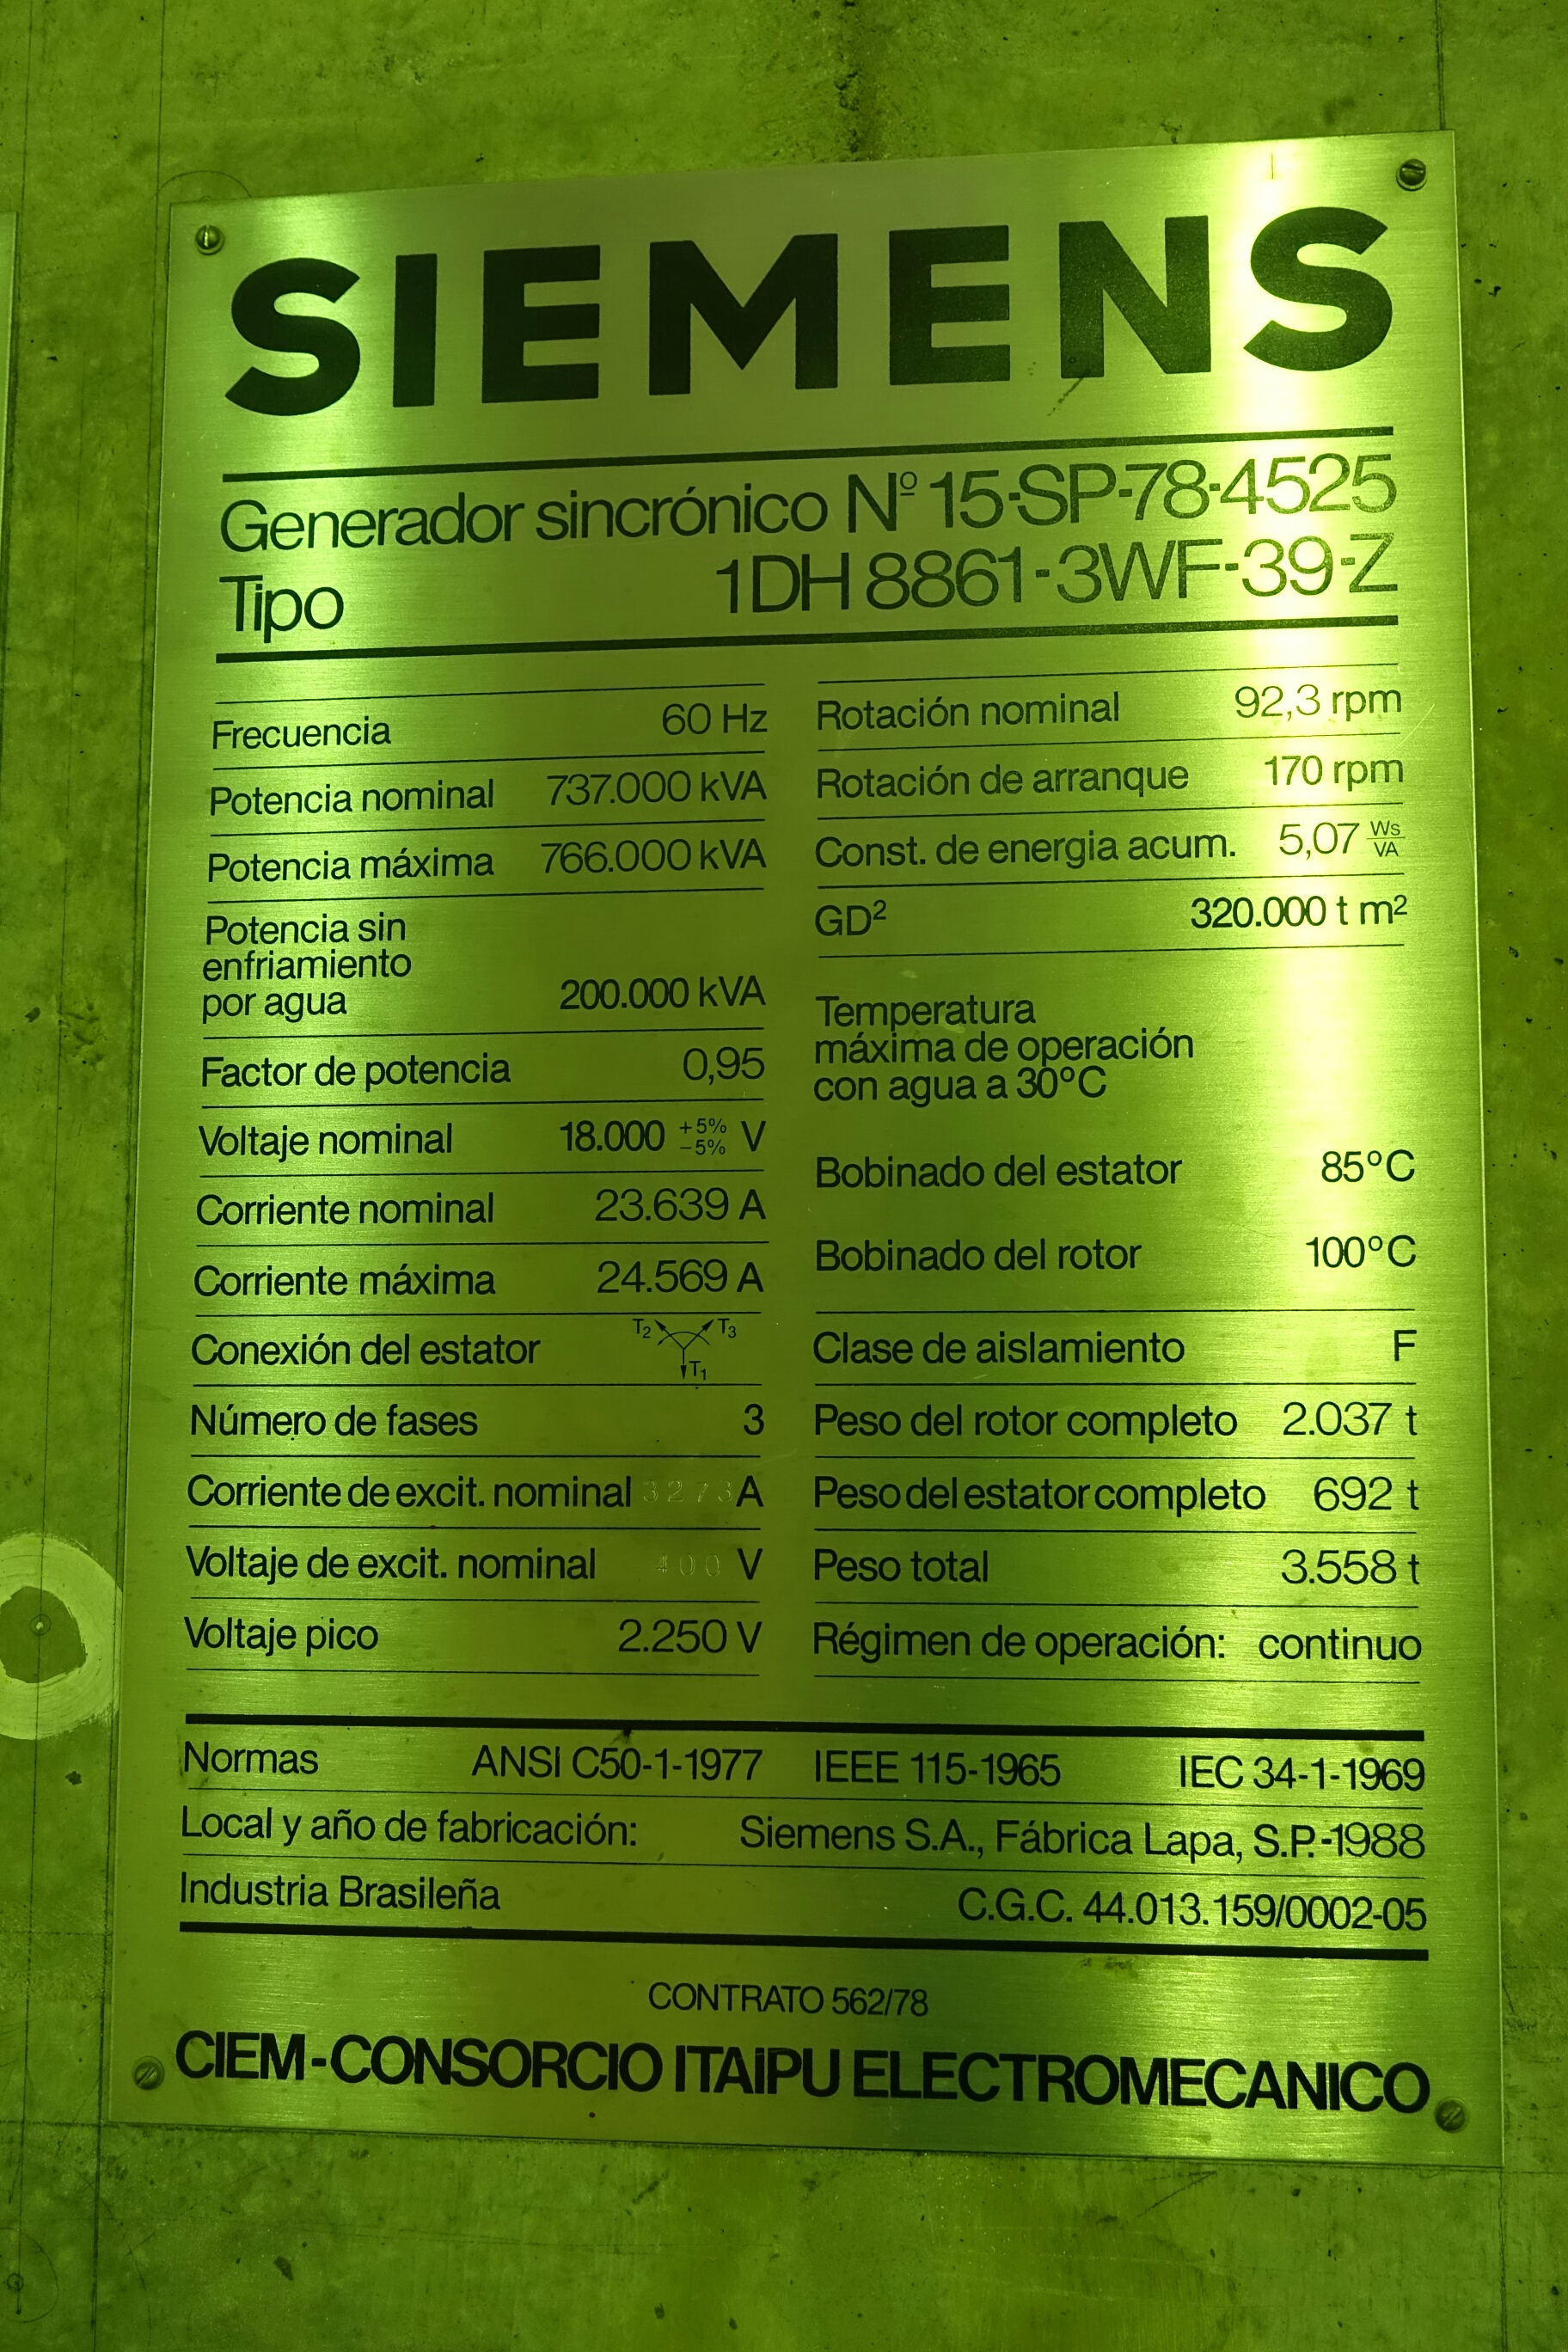 SIEMENS
Generador sincrónico Nº 15-SP-78-4525
Tipo 1DH 8861-3WF-39-Z
Frecuencia 60 Hz
Potencia nominal 737.000 kVA
Potencia máxima 766.000 kVA
Potencia sin
enfriamiento
por agua 200.000 kVA
Factor de potencia 0,95
Voltaje nominal 18.000 +5% -5% V
Corriente nominal 23.639 A
Corriente máxima 24.569 A
Conexión del estator T2 T3 T1
Número de fases 3
Corriente de excit. nominal 3273 A
Voltaje de excit. nominal 400 V
Voltaje pico 2.250 V
Rotación nominal 92,3 rpm
Rotación de arranque 170 rpm
Const. de energia acum. 5,07 Ws/VA
GD² 320.000 t m²
Temperatura
máxima de operación
con agua a 30°C
Bobinado del estator 85°C
Bobinado del rotor 100°C
Clase de aislamiento F
Peso del rotor completo 2.037 t
Peso del estator completo 692 t
Peso total 3.558 t
Régimen de operación: continuo
Normas ANSI C50-1-1977 IEEE 115-1965 IEC 34-1-1969
Local y año de fabricación: Siemens S.A., Fábrica Lapa, S.P.-1988
Industria Brasileña C.G.C. 44.013.159/0002-05
CONTRATO 562/78
CIEM-CONSORCIO ITAIPU ELECTROMECANICO